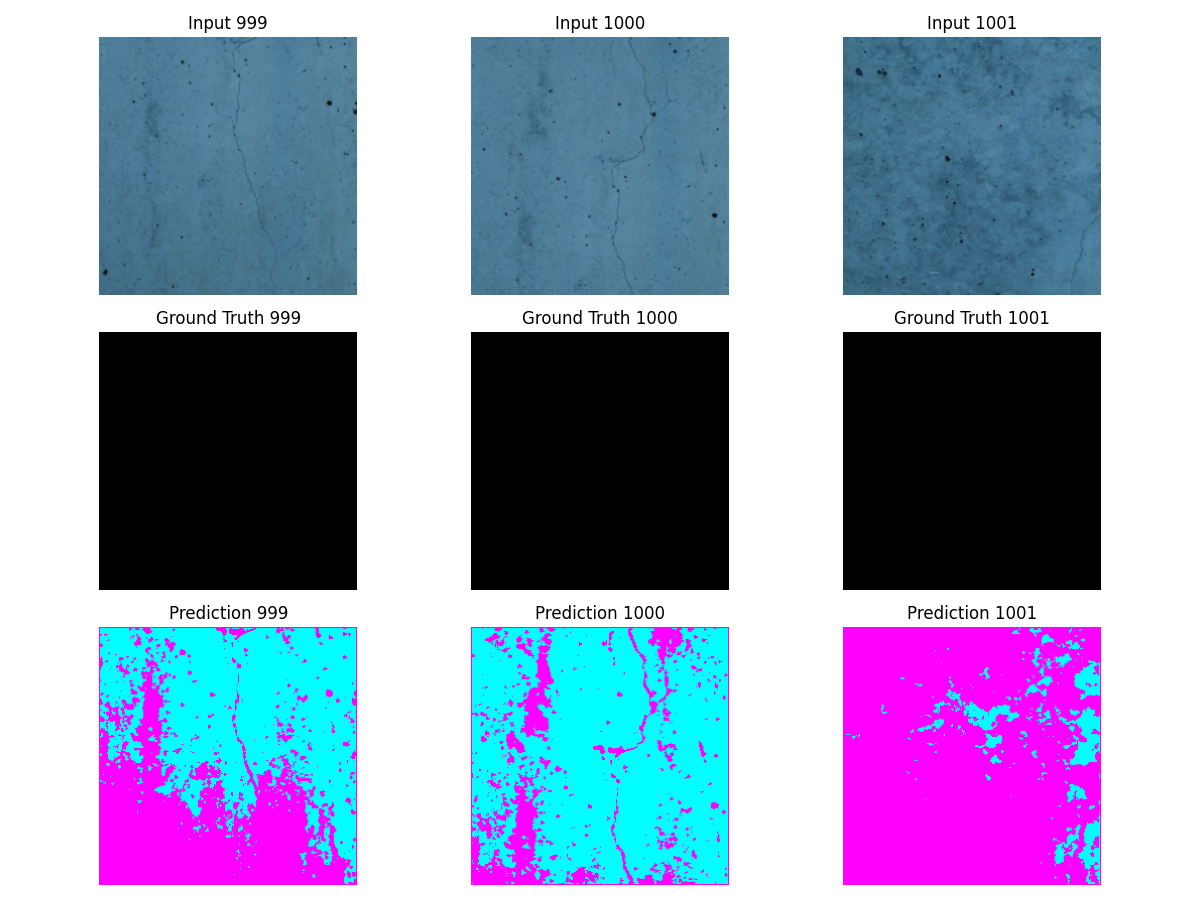 Input 999
Input 1000
Input 1001
Ground Truth 999
Ground Truth 1000
Ground Truth 1001
Prediction 999
Prediction 1000
Prediction 1001